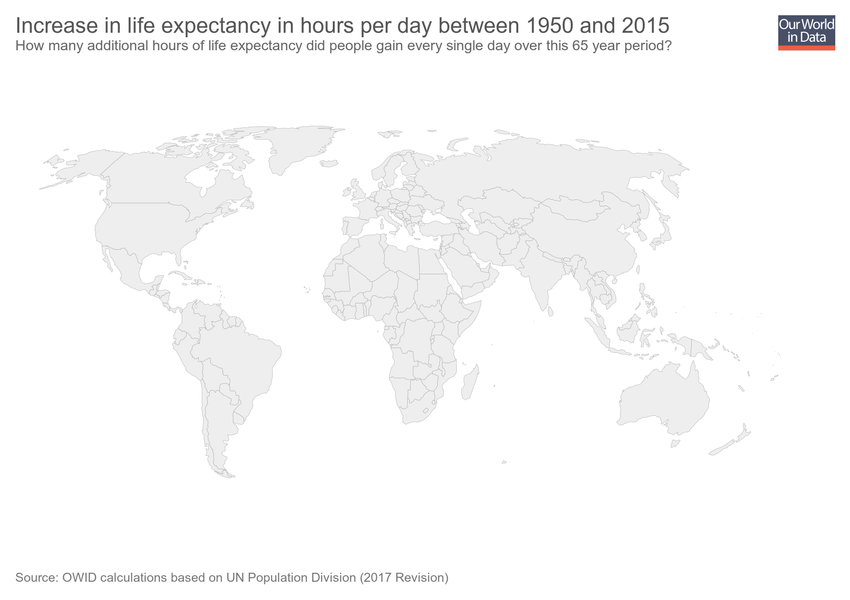 Increase in life expectancy in hours per day between 1950 and 2015
How many additional hours of life expectancy did people gain every single day over this 65 year period?
Our World
in Data
Source: OWID calculations based on UN Population Division (2017 Revision)